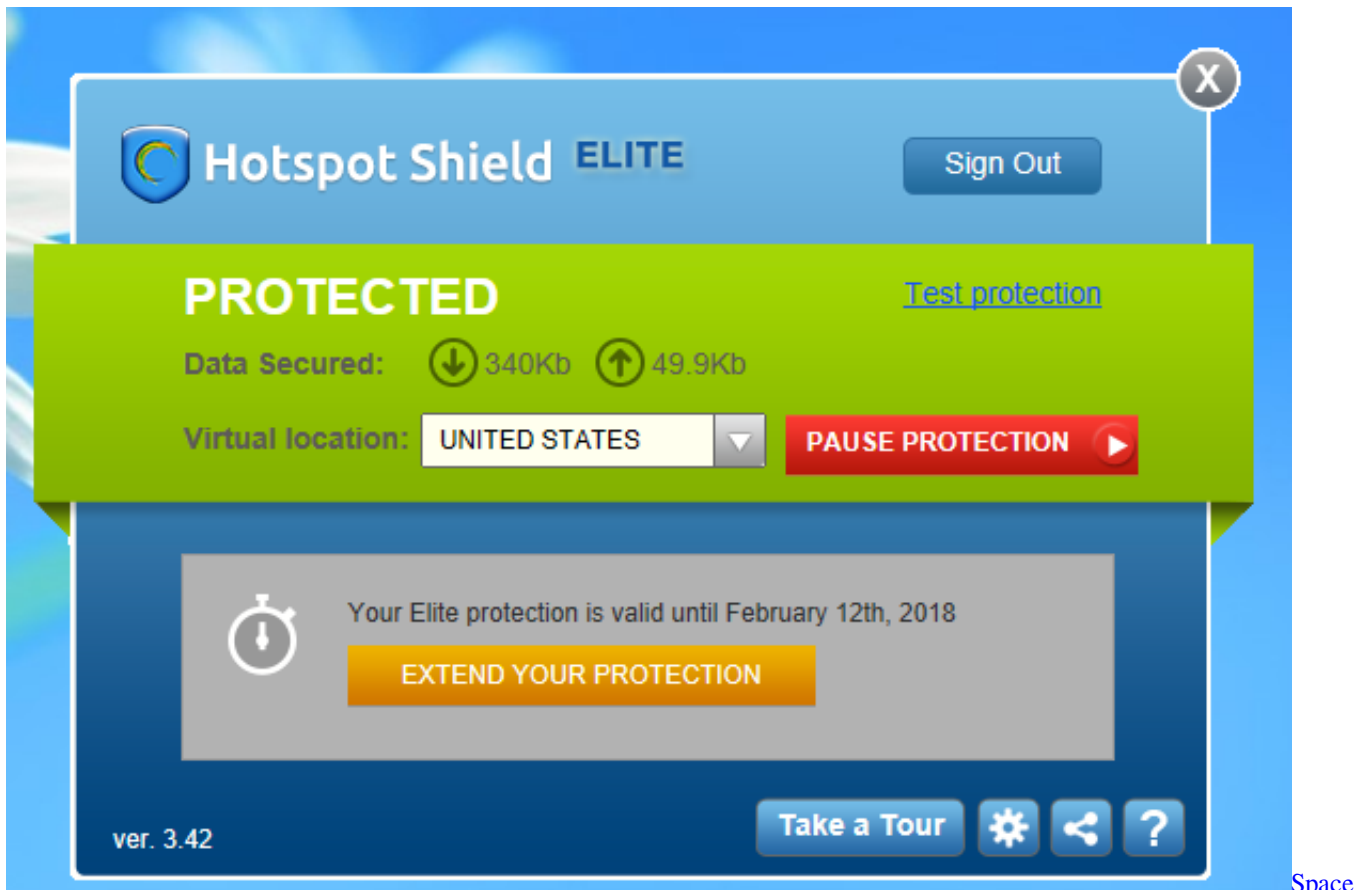 X
Hotspot Shield ELITE
Sign Out
PROTECTED
Test protection
Data Secured: 340Kb 49.9Kb
Virtual location: UNITED STATES PAUSE PROTECTION
Your Elite protection is valid until February 12th, 2018
EXTEND YOUR PROTECTION
ver. 3.42
Take a Tour ?
Space